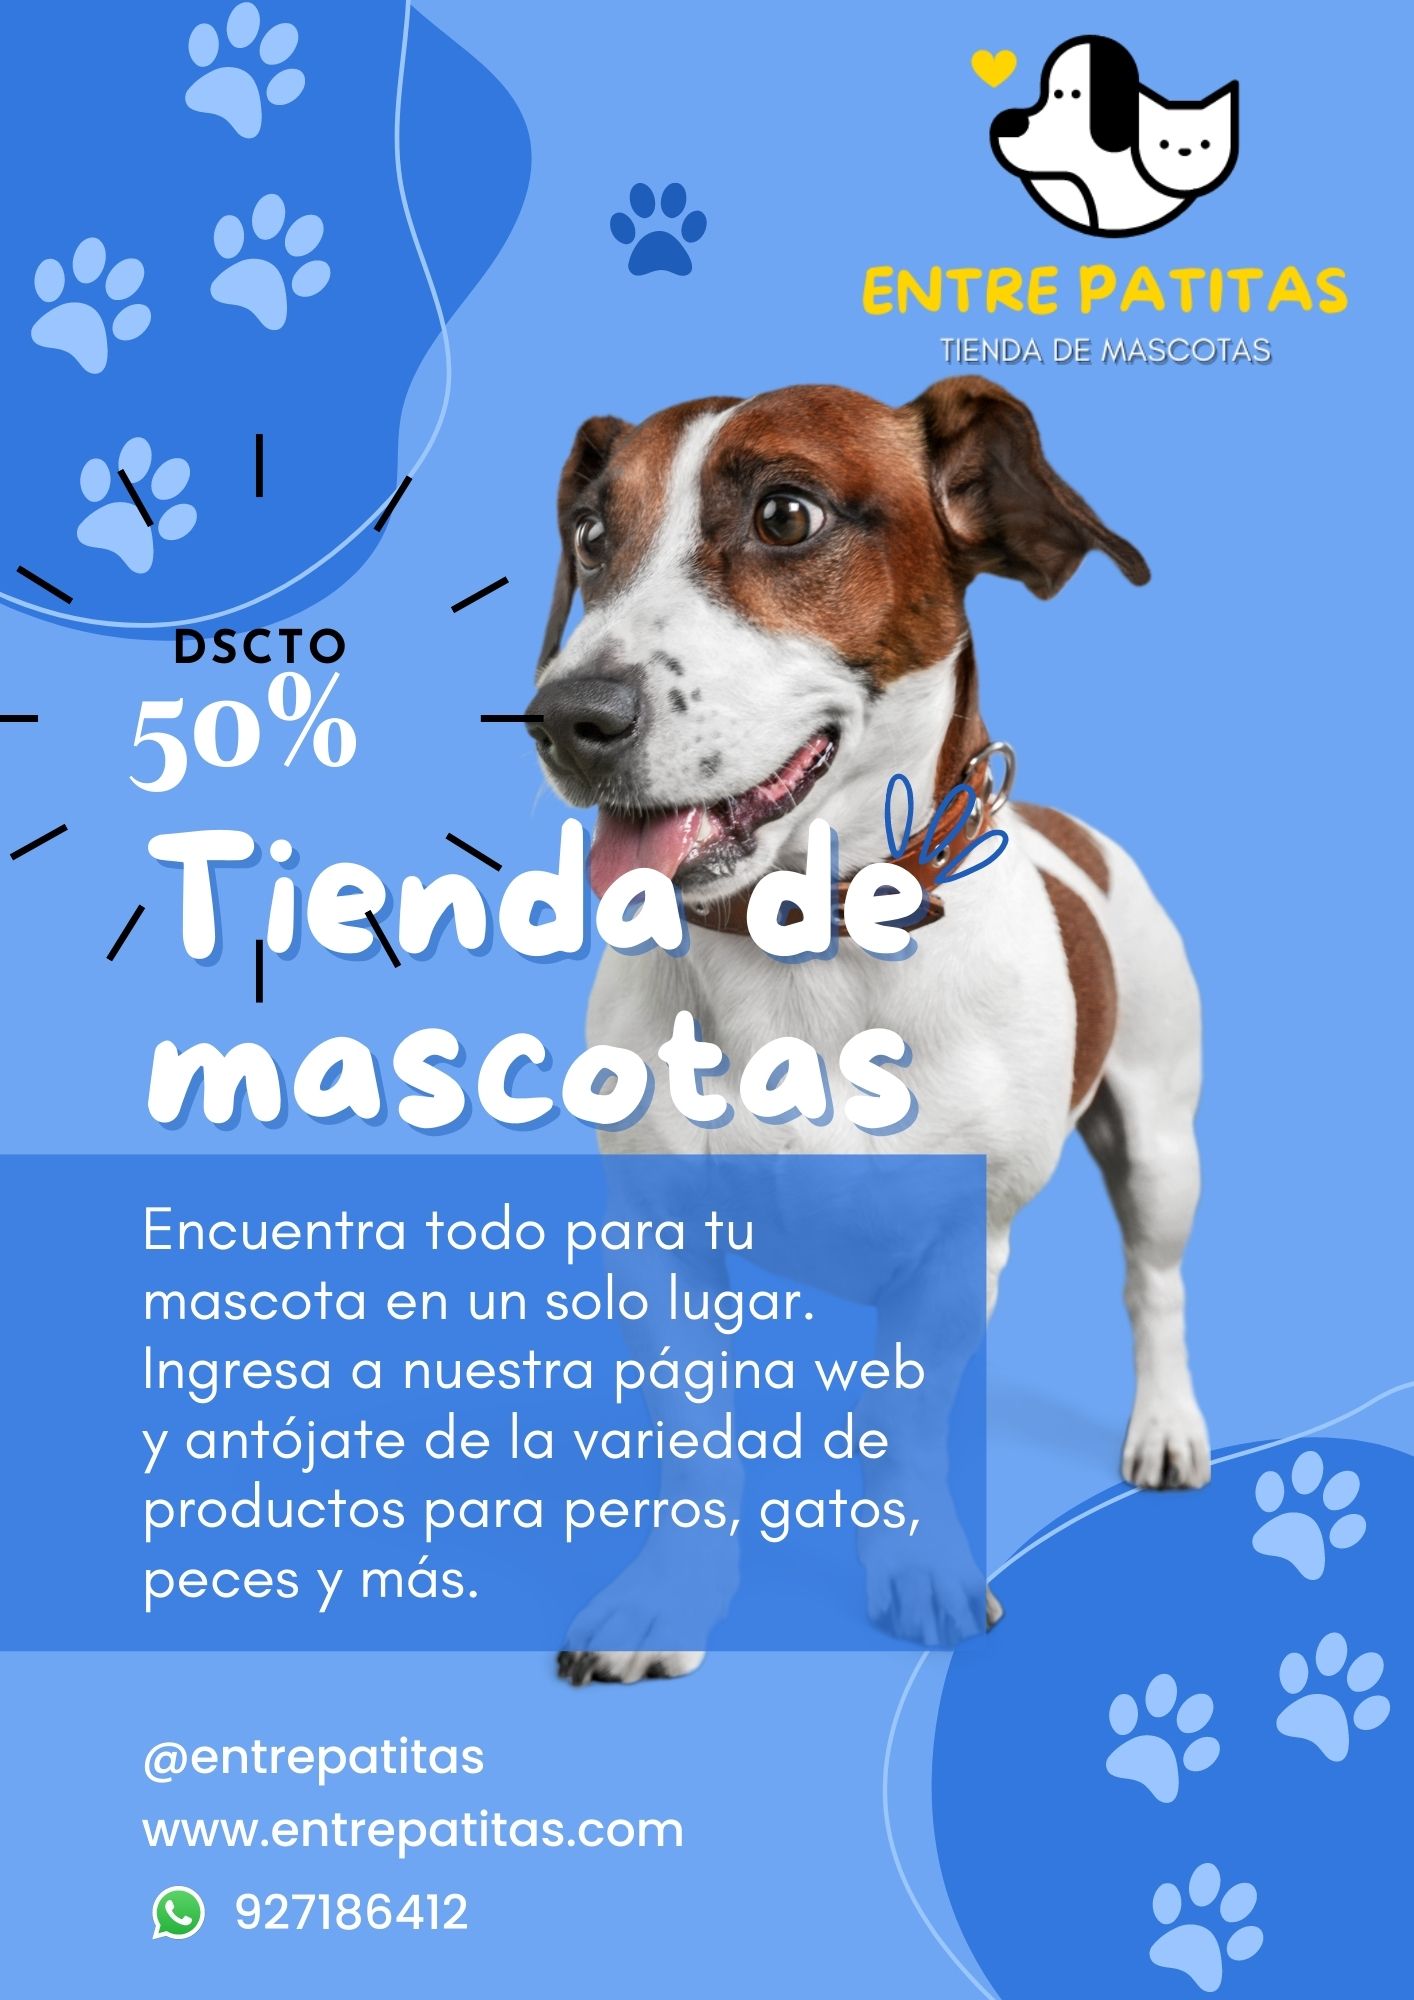 ENTRE PATITAS
TIENDA DE MASCOTAS
DSCTO
50%
Tienda de
mascotas
Encuentra todo para tu
mascota en un solo lugar.
Ingresa a nuestra página web
y antójate de la variedad de
productos para perros, gatos,
peces y más.
@entrepatitas
www.entrepatitas.com
927186412